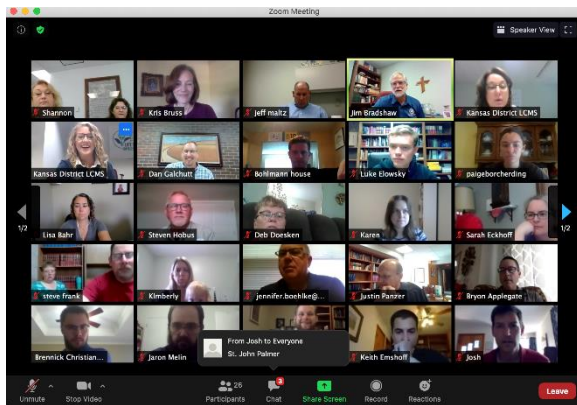 Zoom Meeting
Speaker View
Shannon
Kris Bruss
jeff maltz
Jim Bradshaw
Kansas District LCMS
Kansas District LCMS
Dan Galchutt
Bohlmann house
Luke Elowsky
paigeborcherding
1/2
Lisa Bahr
Steven Hobus
Deb Doesken
Karen
Sarah Eckhoff
1/2
steve frank
Kimberly
jennifer.boehlke@...
Justin Panzer
Bryon Applegate
From Josh to Everyone
St. John Palmer
Brennick Christian...
Jaron Melin
Keith Emshoff
Josh
26
3
Unmute
Stop Video
Participants
Chat
Share Screen
Record
Reactions
Leave